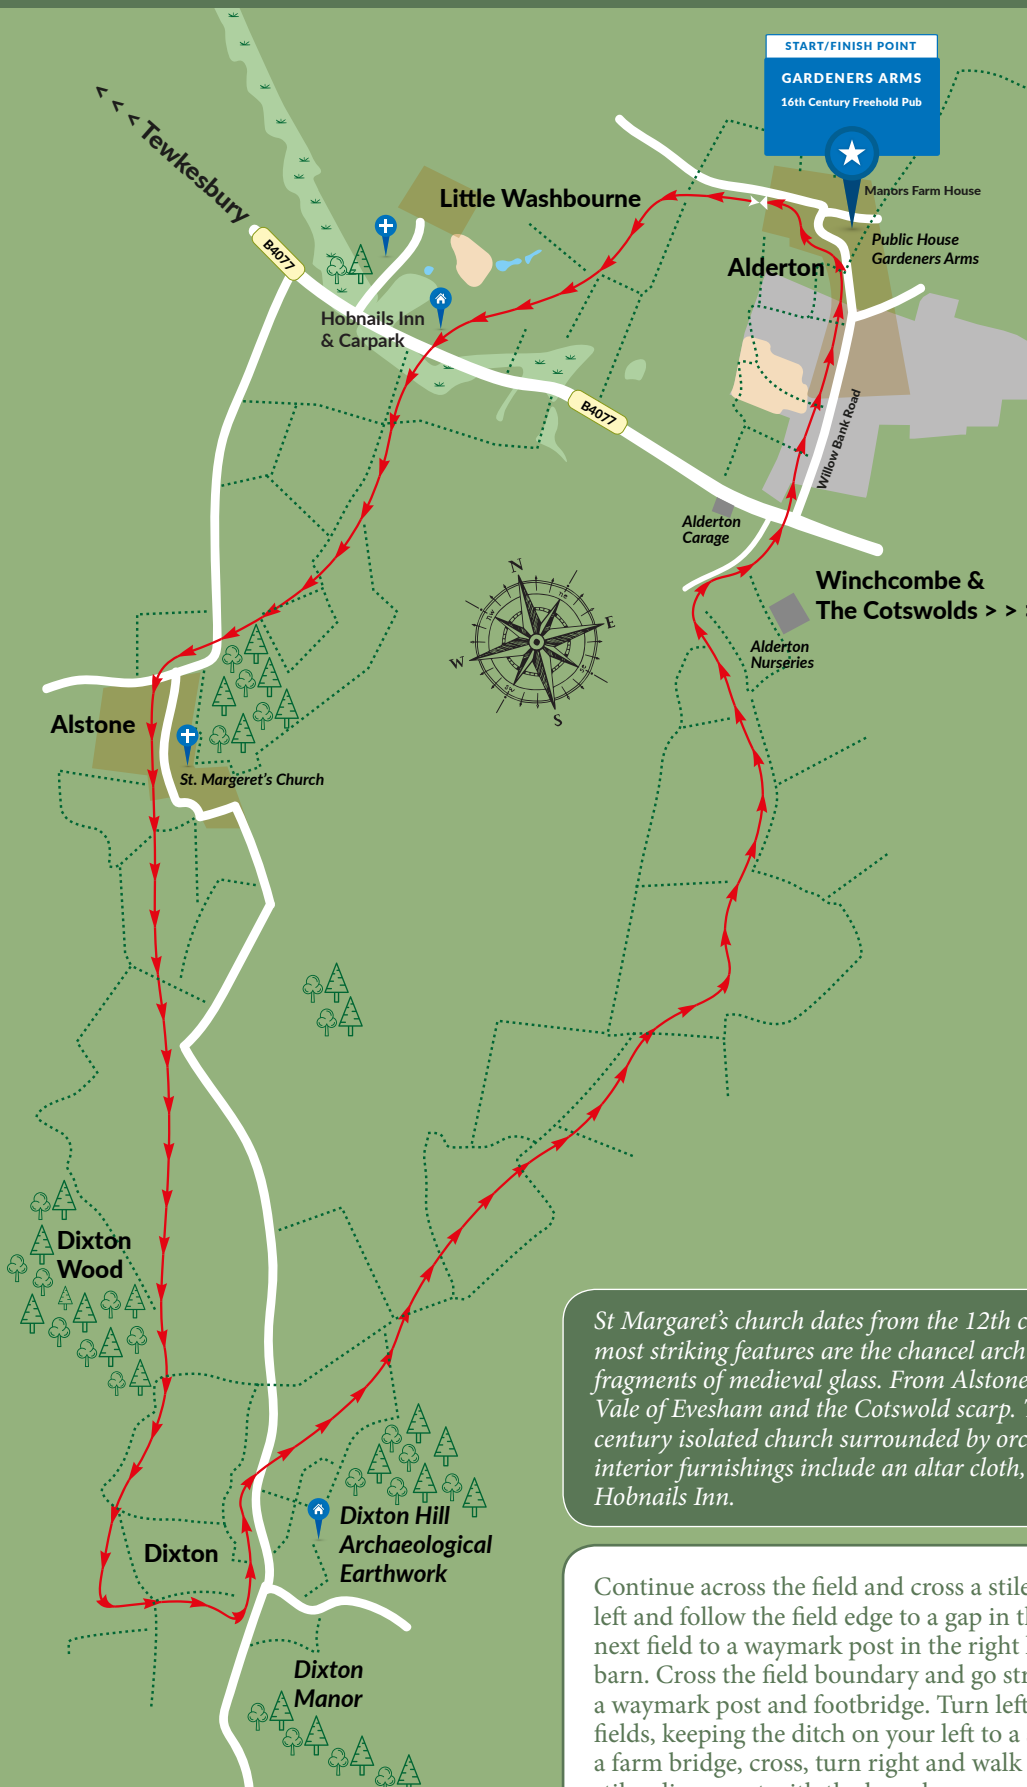 START/FINISH POINT
GARDENERS ARMS
16th Century Freehold Pub
< < < Tewkesbury
B4077
Little Washbourne
Manors Farm House
Public House
Gardeners Arms
Alderton
Hobnails Inn
& Carpark
B4077
Willow Bank Road
Alderton
Carage
Winchcombe &
The Cotswolds > >
Alderton
Nurseries
N
ne
E
se
S
sw
W
nw
Alstone
St. Margeret's Church
Dixton
Wood
Dixton
Dixton Hill
Archaeological
Earthwork
Dixton
Manor
St Margaret's church dates from the 12th c
most striking features are the chancel arch
fragments of medieval glass. From Alstone
Vale of Evesham and the Cotswold scarp. T
century isolated church surrounded by orc
interior furnishings include an altar cloth,
Hobnails Inn.
Continue across the field and cross a stile
left and follow the field edge to a gap in th
next field to a waymark post in the right
barn. Cross the field boundary and go str
a waymark post and footbridge. Turn left
fields, keeping the ditch on your left to a
a farm bridge, cross, turn right and walk